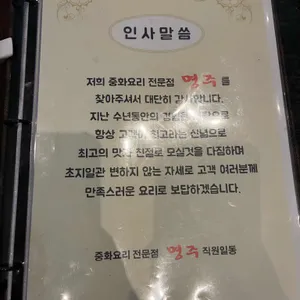 인사말씀
저희 중화요리 전문점 명주를
찾아주셔서 대단히 감사합니다.
지난 수년동안의
항상 고객이 최고라는 신념으로
최고의 맛과 친절로 모실것을 다짐하며
초지일관 변하지 않는 자세로 고객 여러분께
만족스러운 요리로 보답하겠습니다.
중화요리 전문점 명주 직원일동